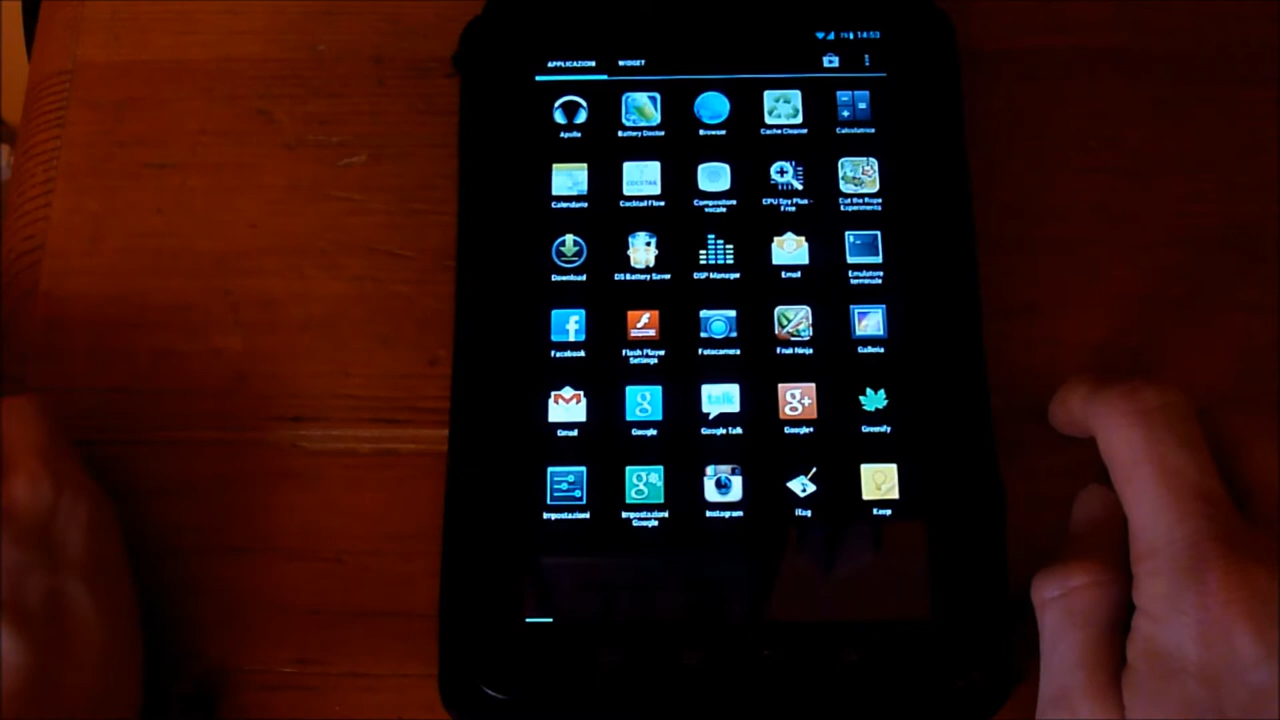 14:53
APPLICAZIONI WIDGET
Apollo Battery Doctor Browser Cache Cleaner Calcolatrice
Calendario Cocktail Flow Compositore vocale CPU Spy Plus - Free Cut the Rope Experiments
COCKTAIL
Download DS Battery Saver DSP Manager Email Emulatore terminale
Facebook Flash Player Settings Fotocamera Fruit Ninja Galleria
talk
g+
Gmail Google Google Talk Google+ Greenify
Impostazioni Impostazioni Google Instagram iTag Keep